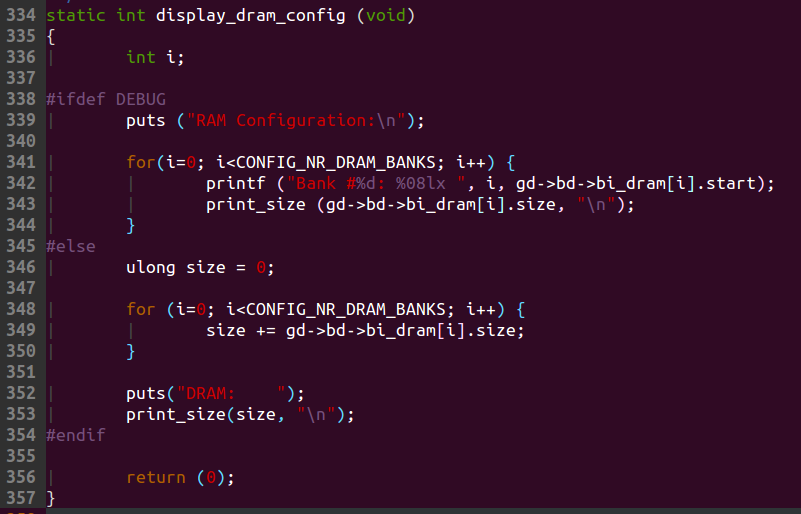 334 static int display_dram_config (void)
335 {
336         int i;
337
338 #ifdef DEBUG
339         puts ("RAM Configuration:\n");
340
341         for(i=0; i<CONFIG_NR_DRAM_BANKS; i++) {
342                 printf ("Bank #%d: %08lx ", i, gd->bd->bi_dram[i].start);
343                 print_size (gd->bd->bi_dram[i].size, "\n");
344         }
345 #else
346         ulong size = 0;
347
348         for (i=0; i<CONFIG_NR_DRAM_BANKS; i++) {
349                 size += gd->bd->bi_dram[i].size;
350         }
351
352         puts("DRAM:    ");
353         print_size(size, "\n");
354 #endif
355
356         return (0);
357 }